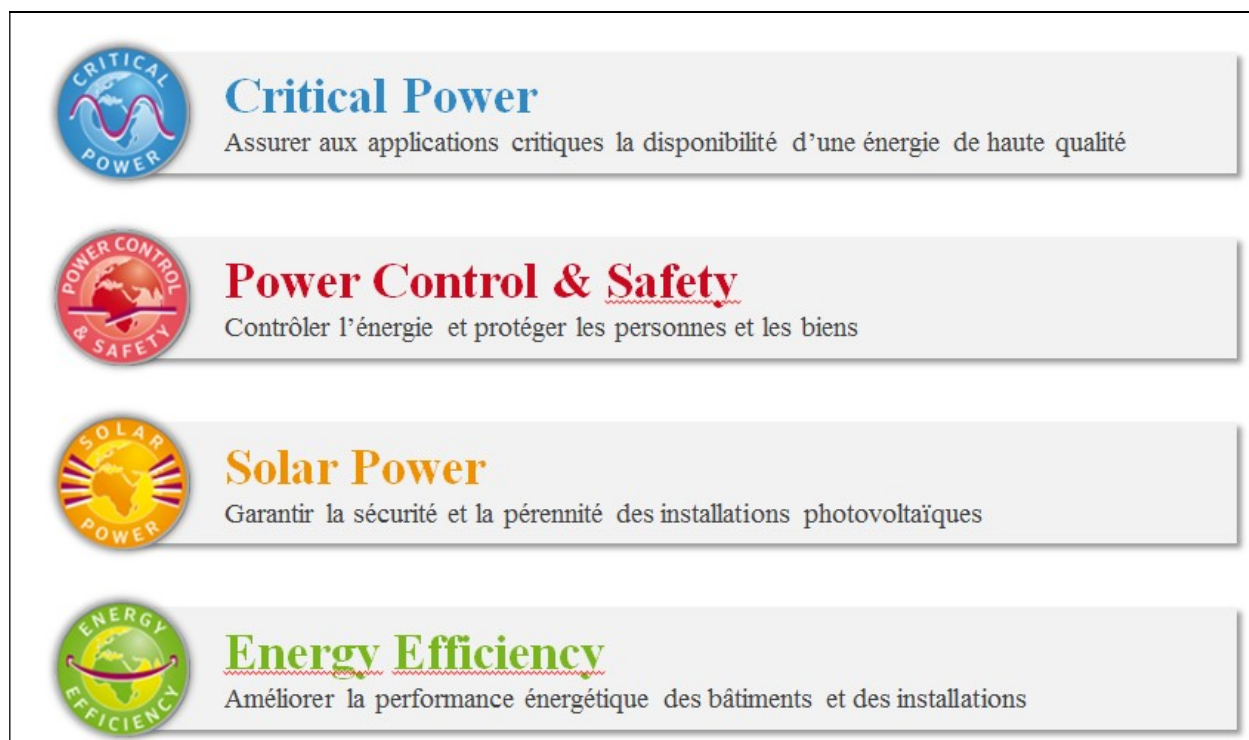 CRITICAL POWER
Critical Power
Assurer aux applications critiques la disponibilité d’une énergie de haute qualité
POWER CONTROL & SAFETY
Power Control & Safety
Contrôler l’énergie et protéger les personnes et les biens
SOLAR POWER
Solar Power
Garantir la sécurité et la pérennité des installations photovoltaïques
ENERGY EFFICIENCY
Energy Efficiency
Améliorer la performance énergétique des bâtiments et des installations